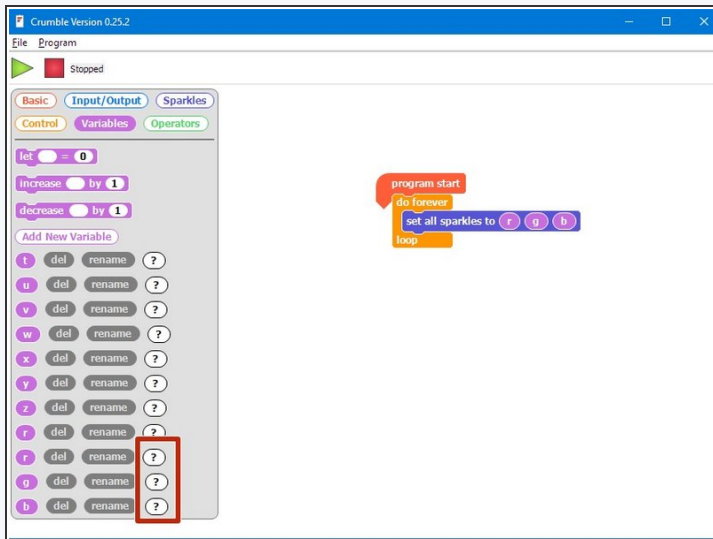 Crumble Version 0.25.2
File Program
Stopped
Basic Input/Output Sparkles
Control Variables Operators
let = 0
increase by 1
decrease by 1
Add New Variable
t del rename ?
u del rename ?
v del rename ?
w del rename ?
x del rename ?
y del rename ?
z del rename ?
r del rename ?
r del rename ?
g del rename ?
b del rename ?
program start
do forever
set all sparkles to r g b
loop